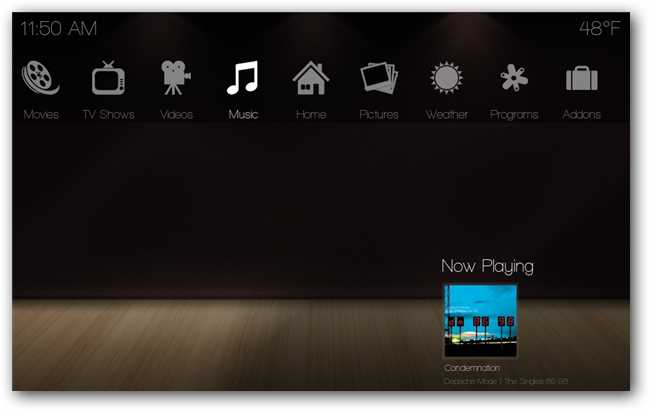 11:50 AM 48°F
Movies TV Shows Videos Music Home Pictures Weather Programs Addons
Now Playing
Condemnation
Depeche Mode | The Singles 86-98